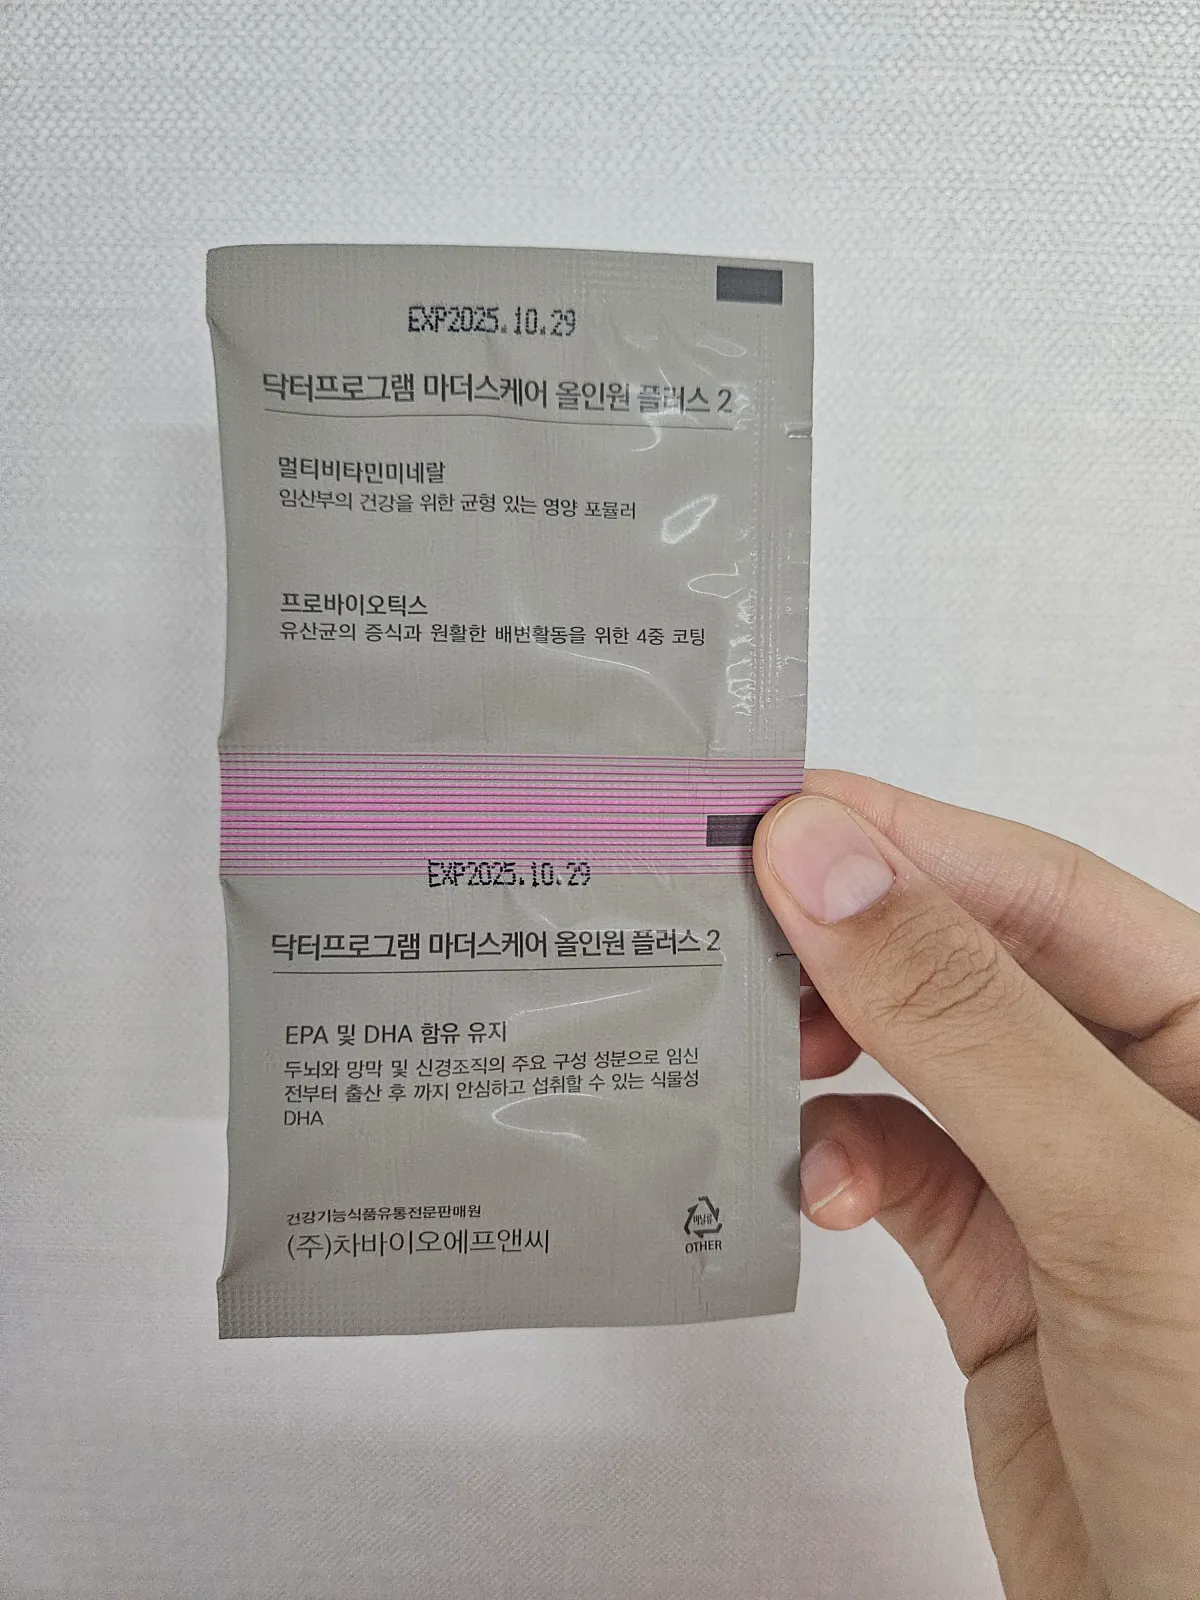 EXP2025.10.29
닥터프로그램 마더스케어 올인원 플러스 2
멀티비타민미네랄
임산부의 건강을 위한 균형 있는 영양 포뮬러
프로바이오틱스
유산균의 증식과 원활한 배변활동을 위한 4중 코팅
EXP2025.10.29
닥터프로그램 마더스케어 올인원 플러스 2
EPA 및 DHA 함유 유지
두뇌와 망막 및 신경조직의 주요 구성 성분으로 임신
전부터 출산 후 까지 안심하고 섭취할 수 있는 식물성
DHA
건강기능식품유통전문판매원
(주)차바이오에프앤씨
비닐류
OTHER